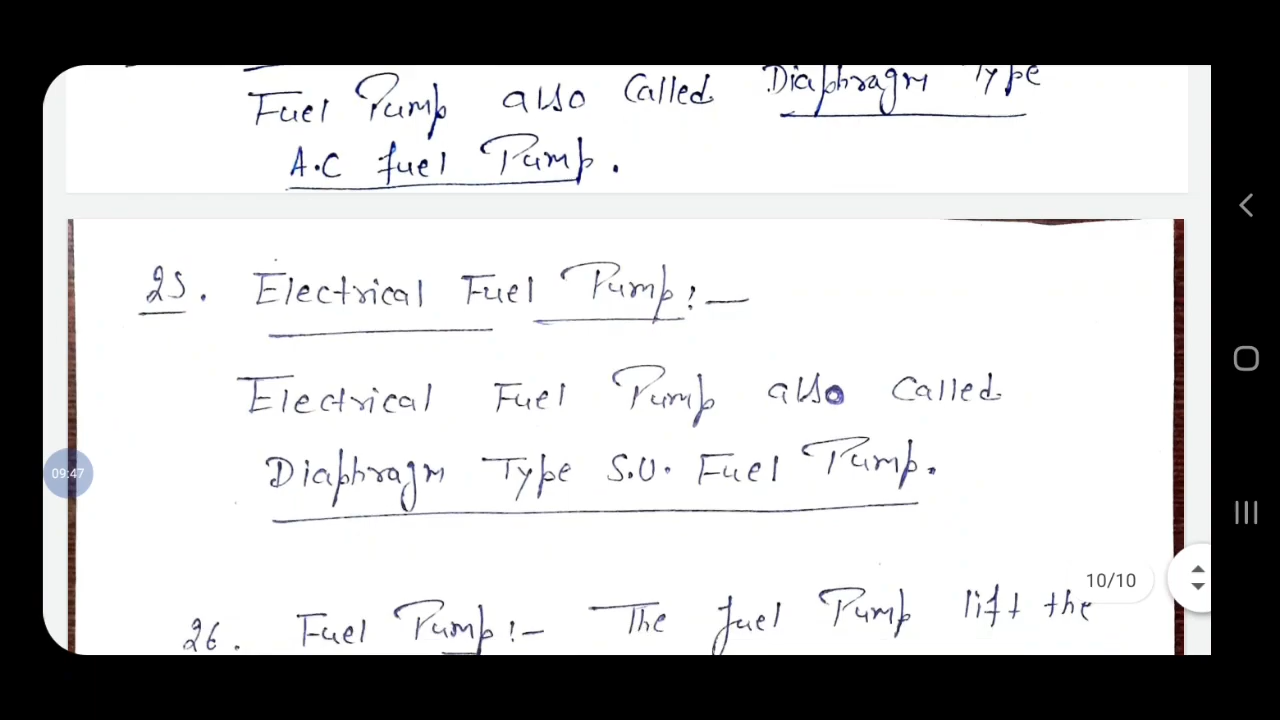 Fuel Pump also Called Diaphragm Type
A.C fuel Pump.
25. Electrical Fuel Pump:-
Electrical Fuel Pump also Called
Diaphragm Type S.U. Fuel Pump.
09:47
10/10
26. Fuel Pump:- The fuel Pump lift the